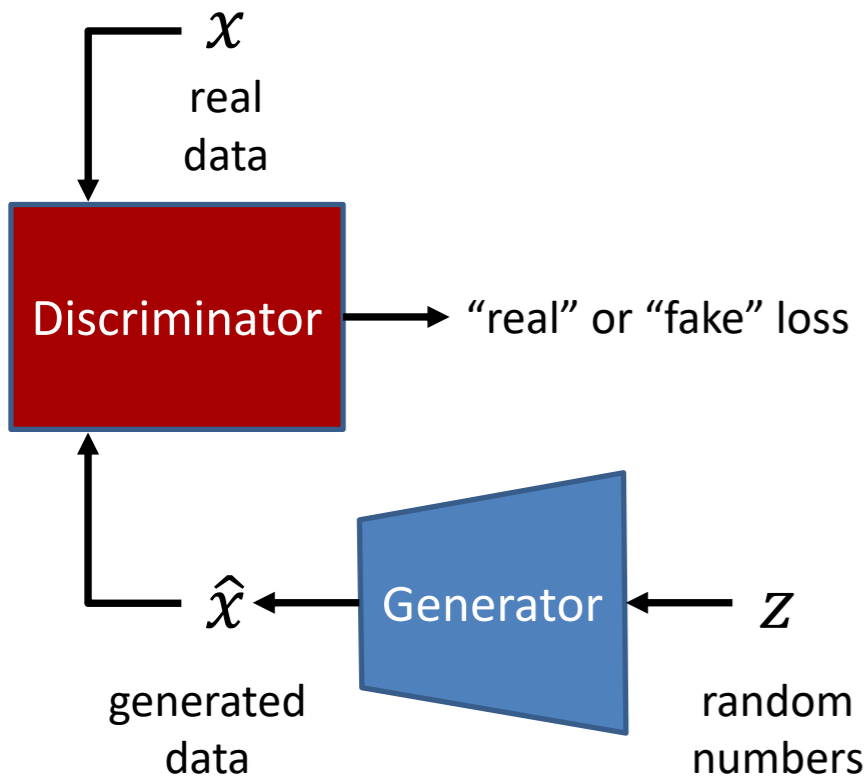 x
real
data
Discriminator
“real” or “fake” loss
x̂
Generator
z
generated
data
random
numbers